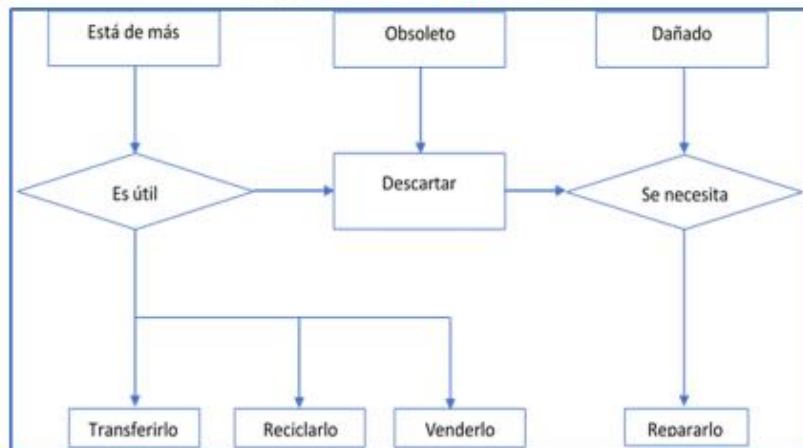 Está de más
Obsoleto
Dañado
Es útil
Descartar
Se necesita
Transferirlo
Reciclarlo
Venderlo
Repararlo